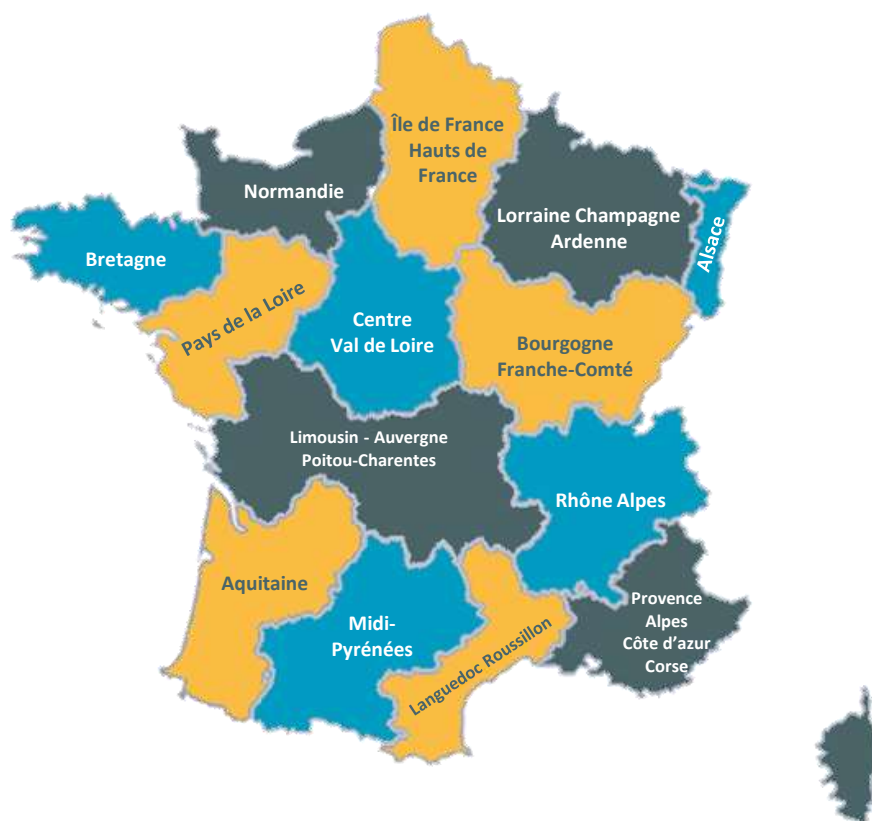 Île de France
Hauts de
France
Normandie
Lorraine Champagne
Ardenne
Alsace
Bretagne
Pays de la Loire
Centre
Val de Loire
Bourgogne
Franche-Comté
Limousin - Auvergne
Poitou-Charentes
Rhône Alpes
Aquitaine
Midi-
Pyrénées
Languedoc Roussillon
Provence
Alpes
Côte d'azur
Corse